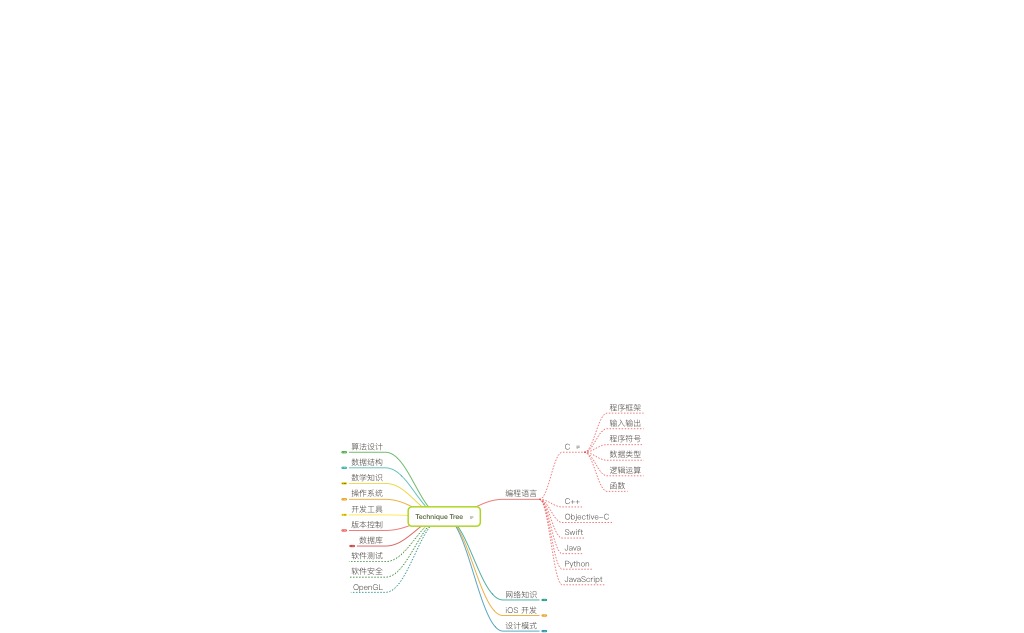 Technique Tree
编程语言
C
程序框架
输入输出
程序符号
数据类型
逻辑运算
函数
C++
Objective-C
Swift
Java
Python
JavaScript
网络知识
iOS 开发
设计模式
算法设计
数据结构
数学知识
操作系统
开发工具
版本控制
数据库
软件测试
软件安全
OpenGL